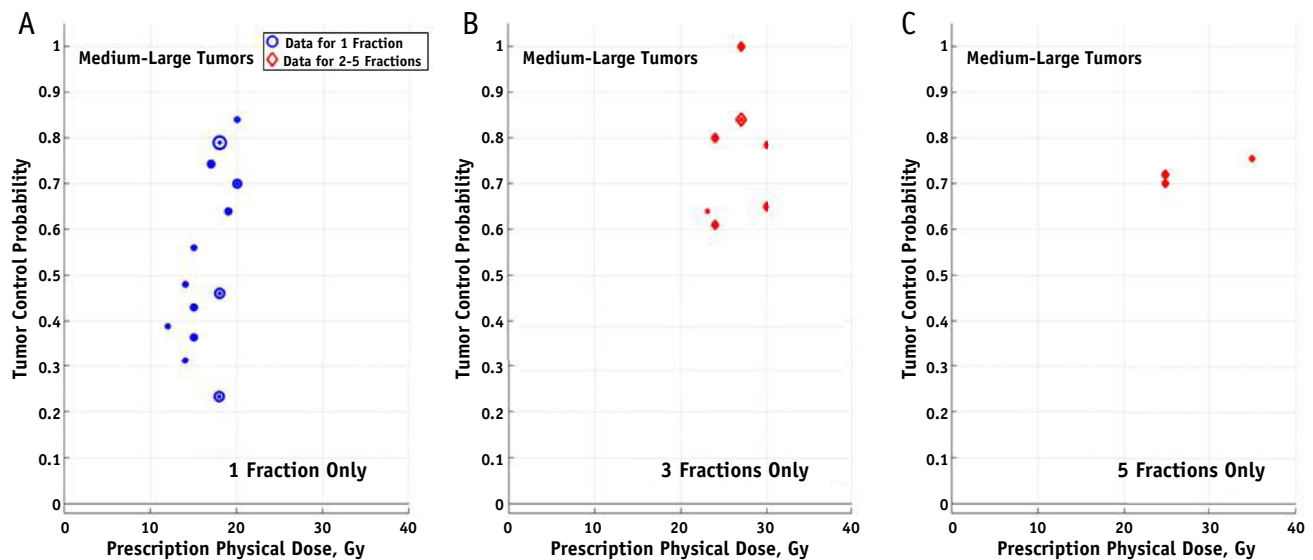 A
Medium-Large Tumors
Data for 1 Fraction
Data for 2-5 Fractions
1
0.9
0.8
0.7
0.6
0.5
0.4
0.3
0.2
0.1
0
Tumor Control Probability
1 Fraction Only
0 10 20 30 40
Prescription Physical Dose, Gy
B
Medium-Large Tumors
1
0.9
0.8
0.7
0.6
0.5
0.4
0.3
0.2
0.1
0
Tumor Control Probability
3 Fractions Only
0 10 20 30 40
Prescription Physical Dose, Gy
C
Medium-Large Tumors
1
0.9
0.8
0.7
0.6
0.5
0.4
0.3
0.2
0.1
0
Tumor Control Probability
5 Fractions Only
0 10 20 30 40
Prescription Physical Dose, Gy